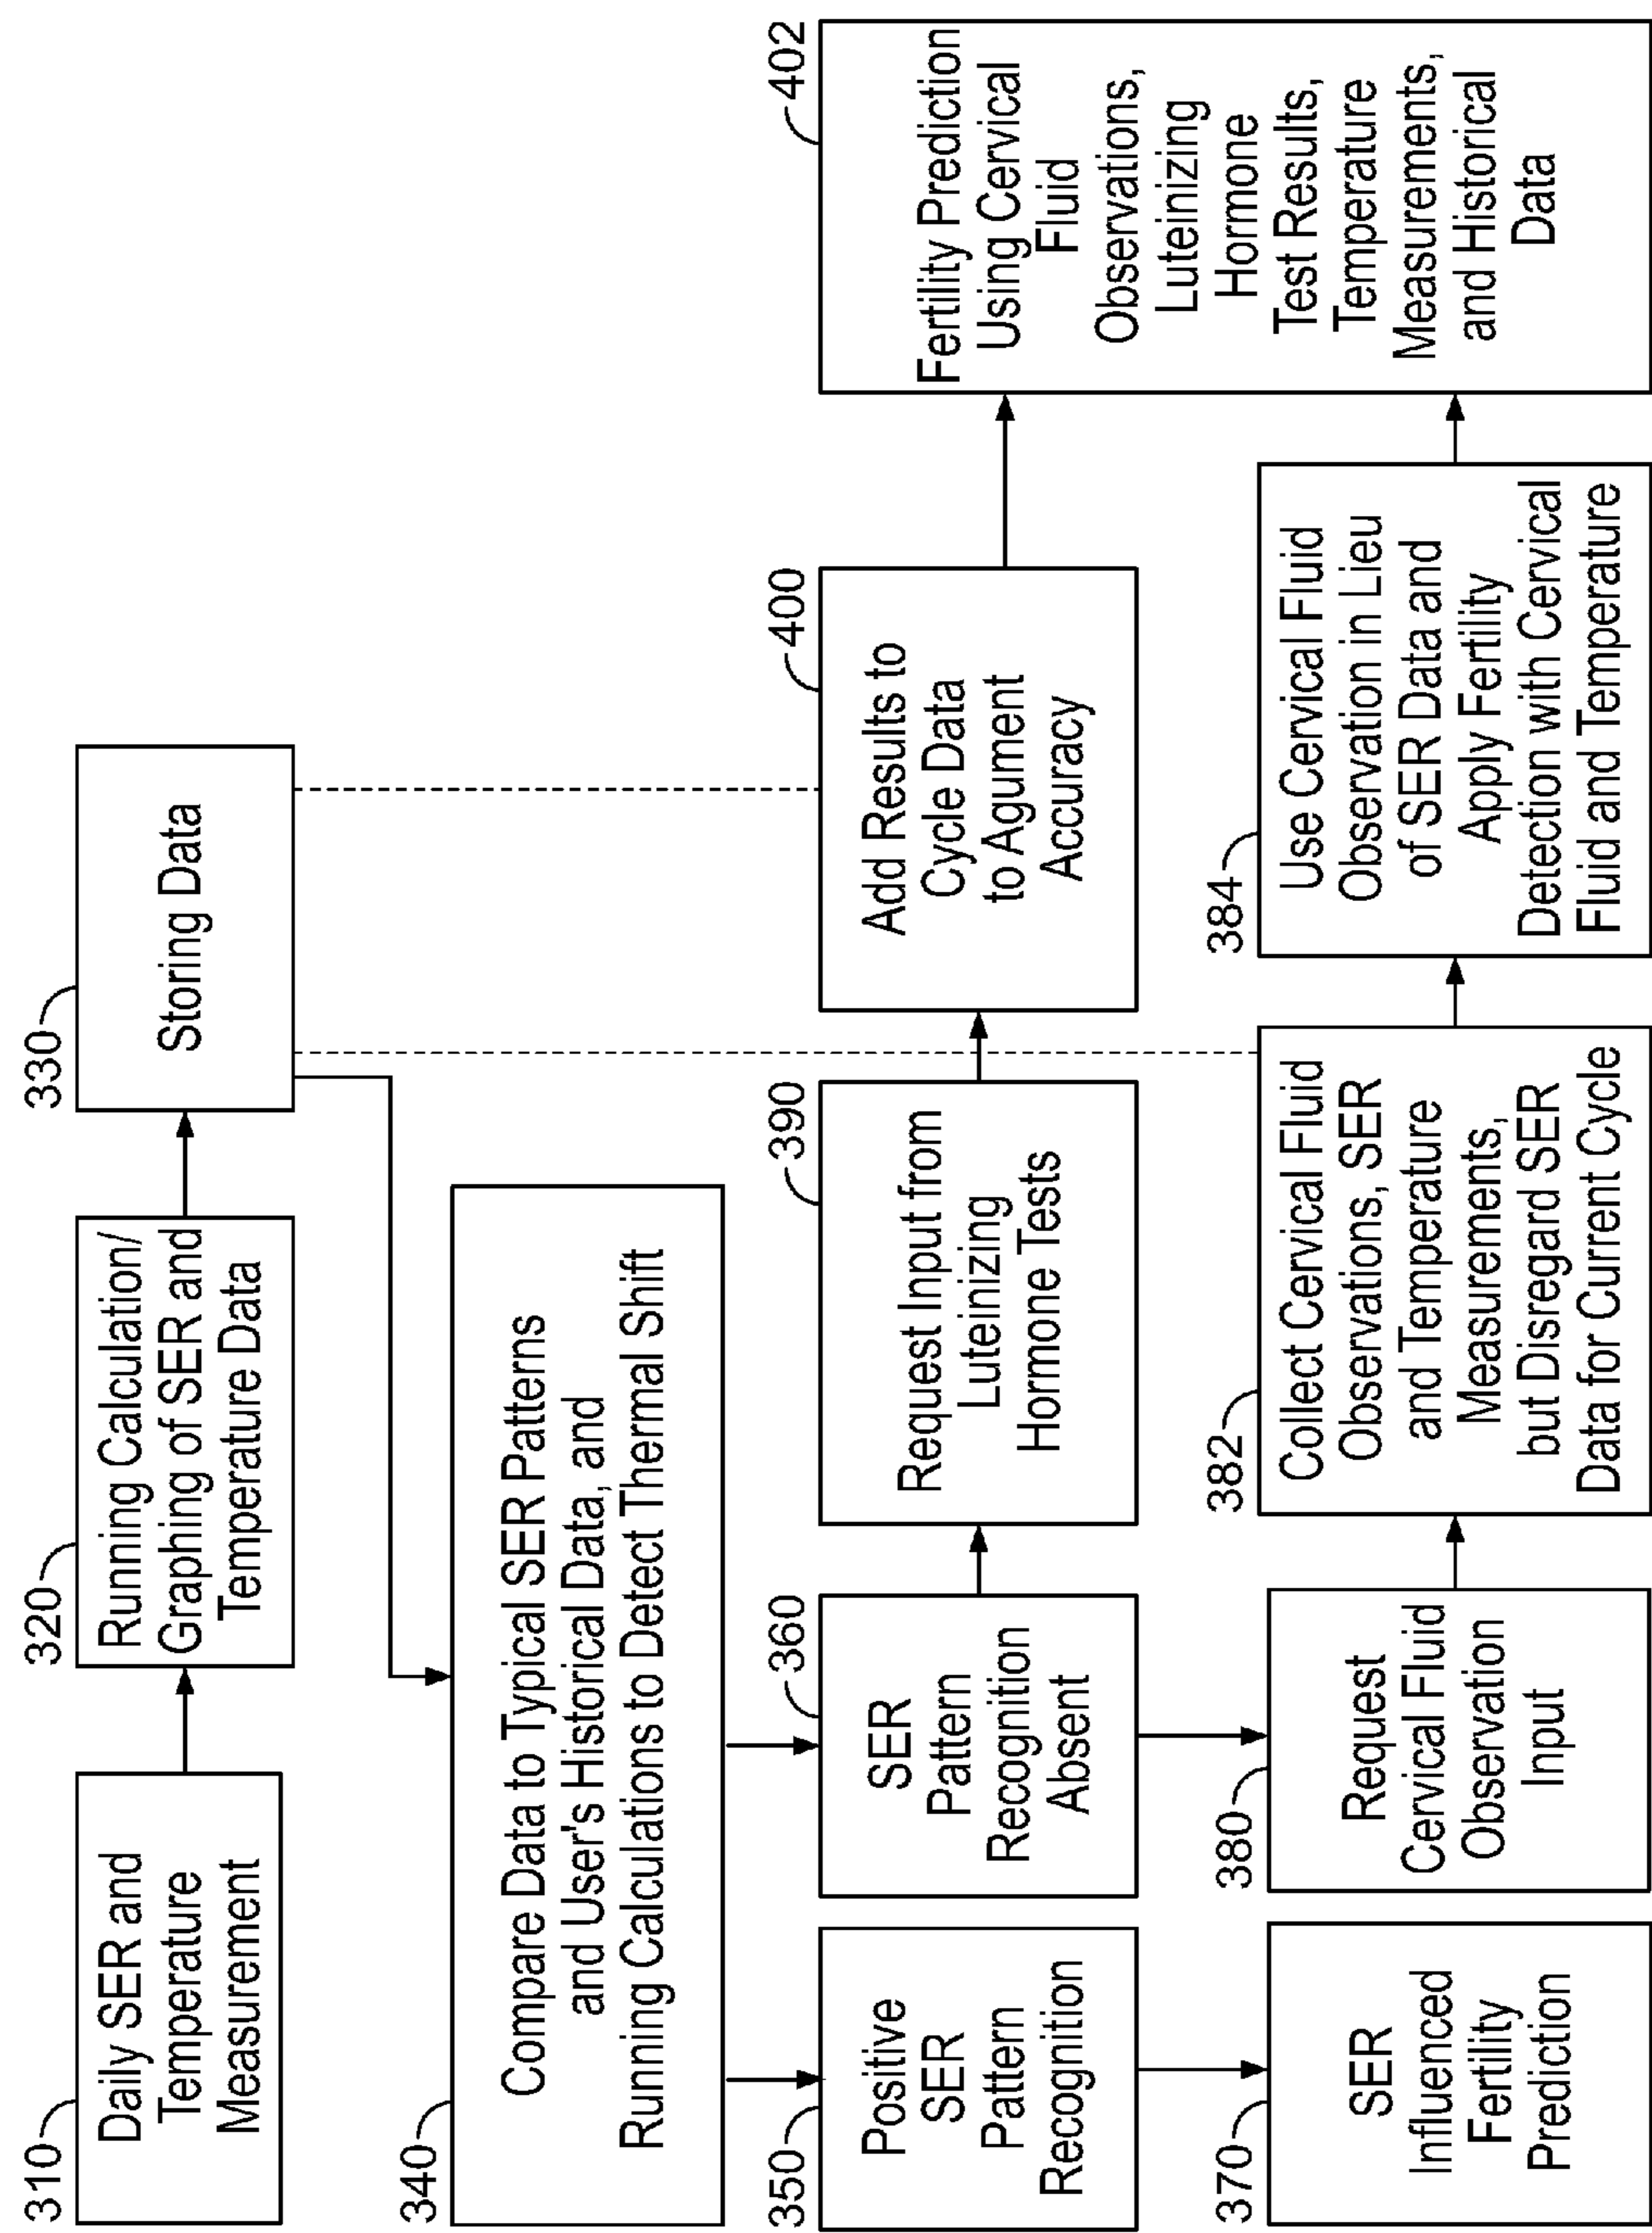 310
Daily SER and
Temperature
Measurement
320
Running Calculation/
Graphing of SER and
Temperature Data
330
Storing Data
340
Compare Data to Typical SER Patterns
and User's Historical Data, and
Running Calculations to Detect Thermal Shift
350
Positive
SER
Pattern
Recognition
360
SER
Pattern
Recognition
Absent
390
Request Input from
Luteinizing
Hormone Tests
400
Add Results to
Cycle Data
to Agument
Accuracy
402
Fertility Prediction
Using Cervical
Fluid
Observations,
Luteinizing
Hormone
Test Results,
Temperature
Measurements,
and Historical
Data
370
SER
Influenced
Fertility
Prediction
380
Request
Cervical Fluid
Observation
Input
382
Collect Cervical Fluid
Observations, SER
and Temperature
Measurements,
but Disregard SER
Data for Current Cycle
384
Use Cervical Fluid
Observation in Lieu
of SER Data and
Apply Fertility
Detection with Cervical
Fluid and Temperature